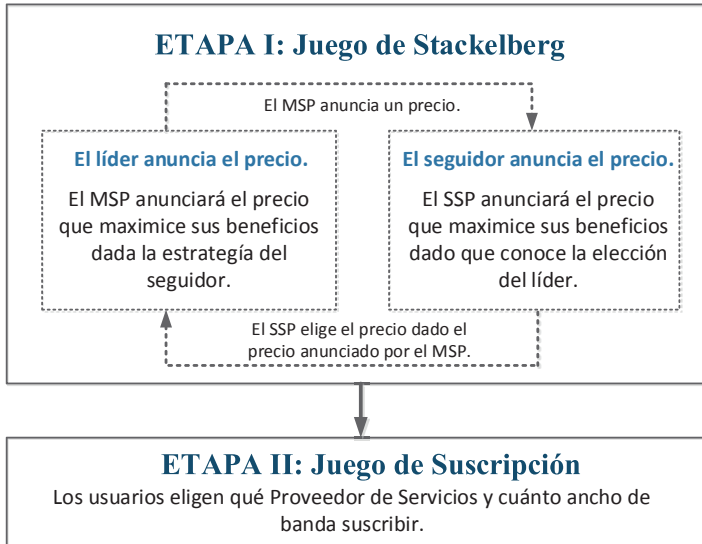 ETAPA I: Juego de Stackelberg
El MSP anuncia un precio.
El líder anuncia el precio.
El MSP anunciará el precio
que maximice sus beneficios
dada la estrategía del
seguidor.
El seguidor anuncia el precio.
El SSP anunciará el precio
que maximice sus beneficios
dado que conoce la elección
del líder.
El SSP elige el precio dado el
precio anunciado por el MSP.
ETAPA II: Juego de Suscripción
Los usuarios eligen qué Proveedor de Servicios y cuánto ancho de
banda suscribir.